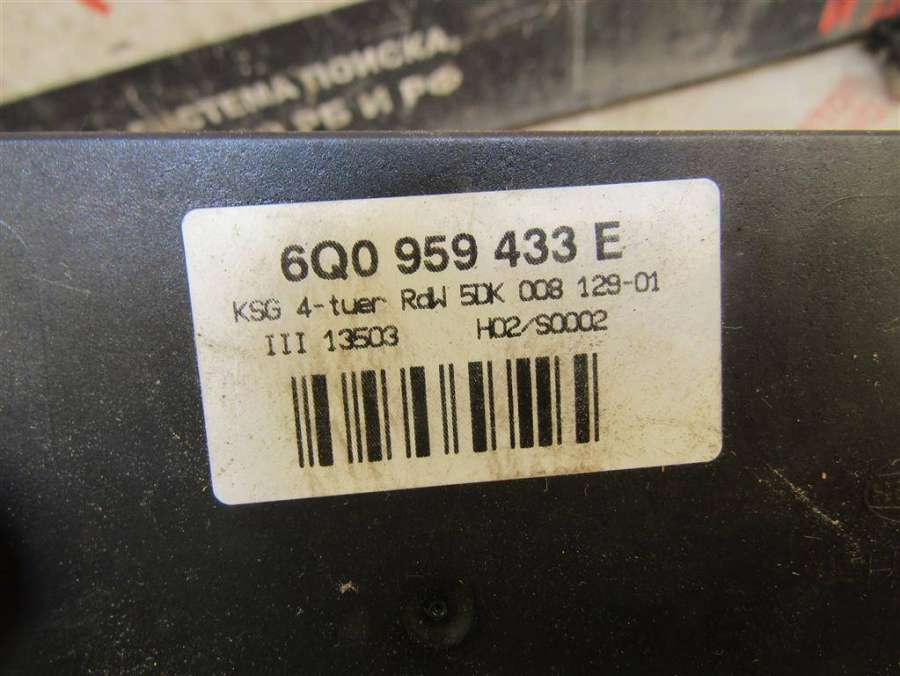 СИСТЕМА ПОИСКА,
РБ И РФ
6Q0 959 433 E
KSG 4-tuer RdW 5DK 008 129-01
III 13503 H02/S0002